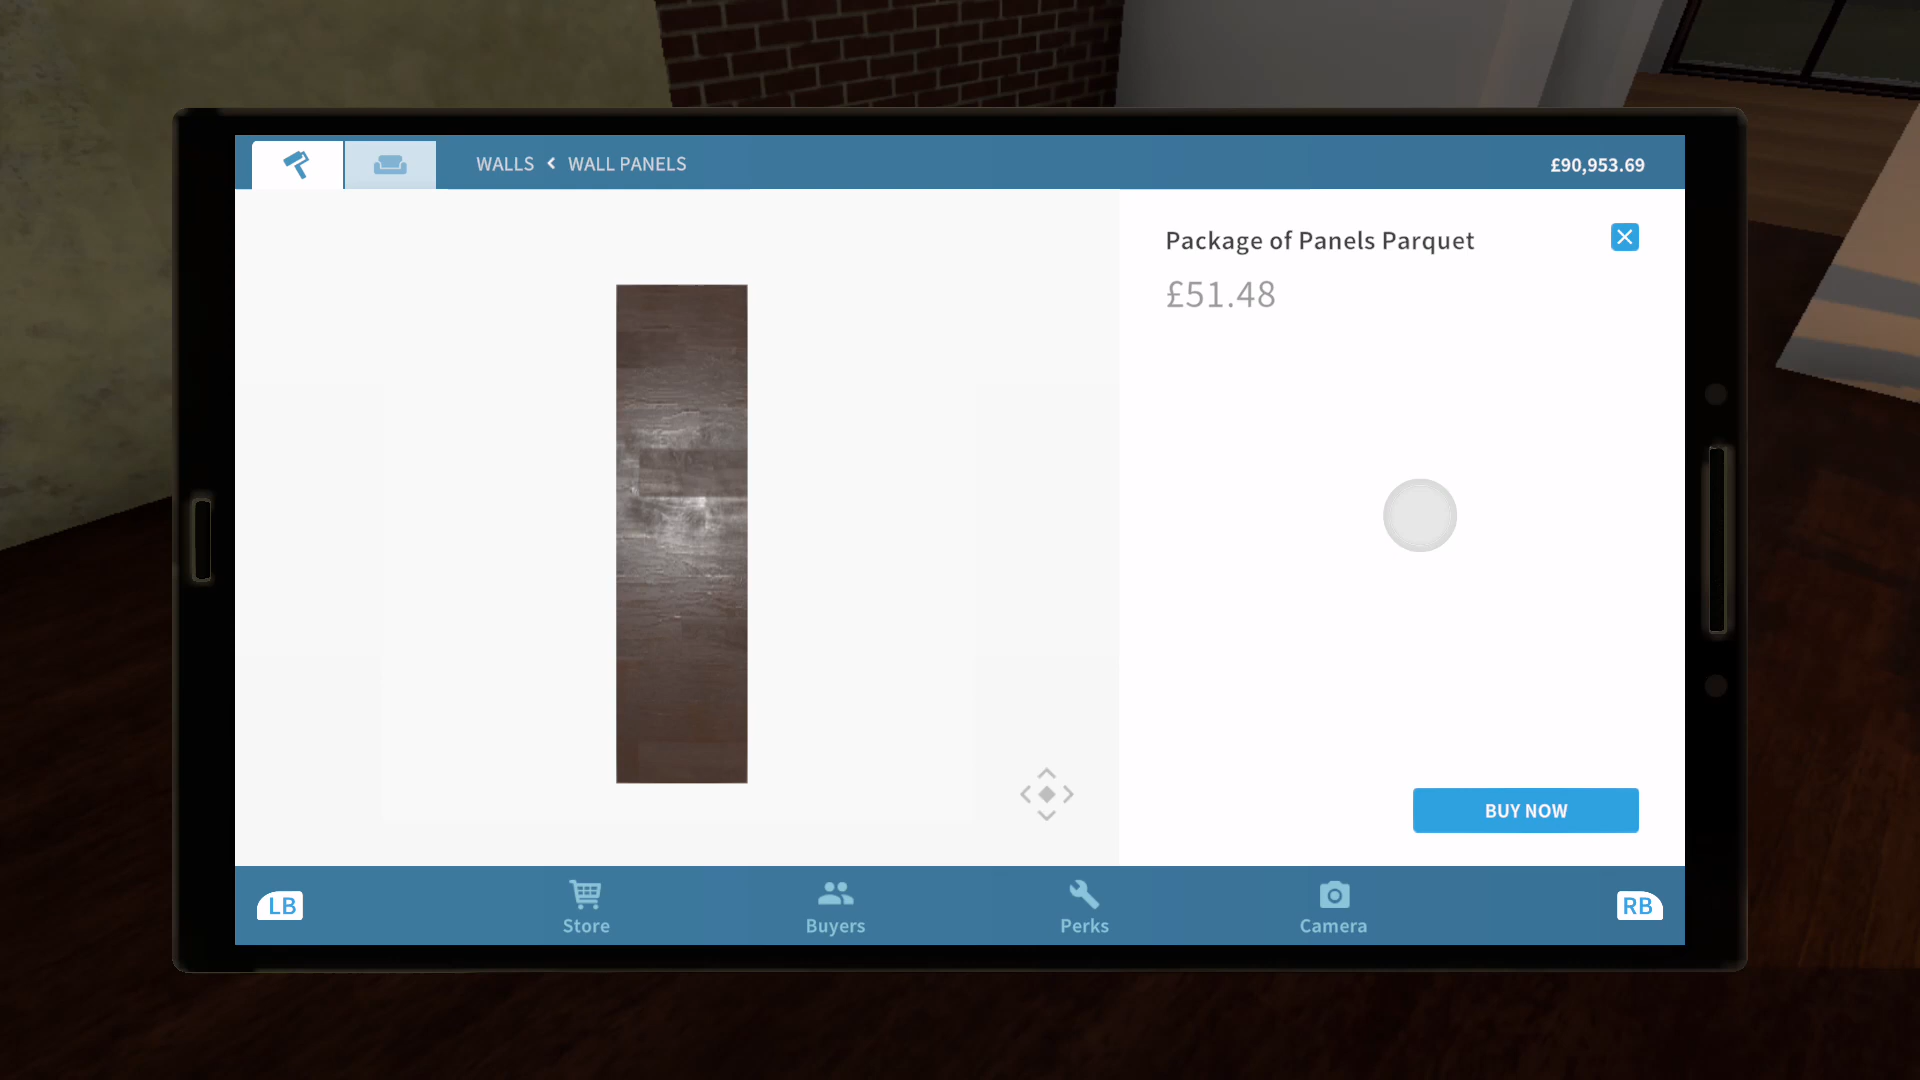 WALLS < WALL PANELS
£90,953.69
Package of Panels Parquet
£51.48
BUY NOW
LB
Store
Buyers
Perks
Camera
RB